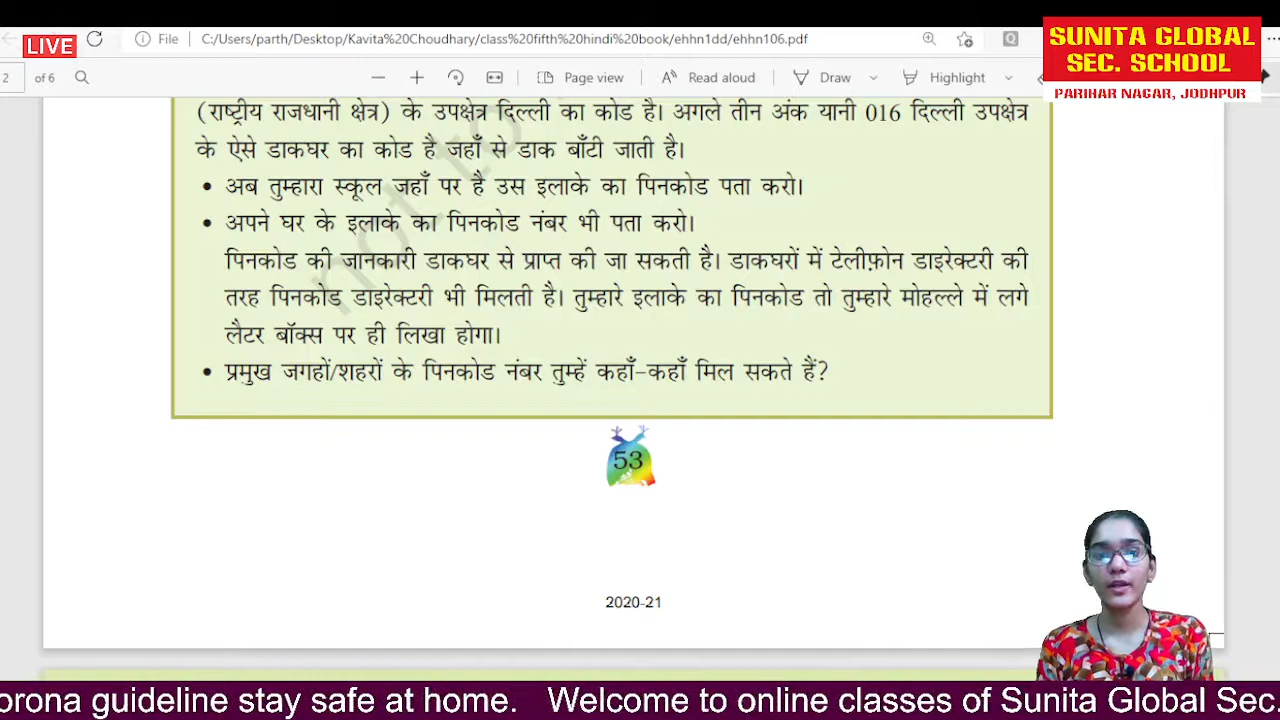 LIVE
File
C:/Users/parth/Desktop/Kavita%20Choudhary/class%20fifth%20hindi%20book/ehhn1dd/ehhn106.pdf
SUNITA GLOBAL
SEC. SCHOOL
PARIHAR NAGAR, JODHPUR
2 of 6
Page view
Read aloud
Draw
Highlight
(राष्ट्रीय राजधानी क्षेत्र) के उपक्षेत्र दिल्ली का कोड है। अगले तीन अंक यानी 016 दिल्ली उपक्षेत्र
के ऐसे डाकघर का कोड है जहाँ से डाक बाँटी जाती है।
• अब तुम्हारा स्कूल जहाँ पर है उस इलाके का पिनकोड पता करो।
• अपने घर के इलाके का पिनकोड नंबर भी पता करो।
पिनकोड की जानकारी डाकघर से प्राप्त की जा सकती है। डाकघरों में टेलीफ़ोन डाइरेक्टरी की
तरह पिनकोड डाइरेक्टरी भी मिलती है। तुम्हारे इलाके का पिनकोड तो तुम्हारे मोहल्ले में लगे
लैटर बॉक्स पर ही लिखा होगा।
• प्रमुख जगहों/शहरों के पिनकोड नंबर तुम्हें कहाँ-कहाँ मिल सकते हैं?
not to
53
2020-21
orona guideline stay safe at home. Welcome to online classes of Sunita Global Sec.